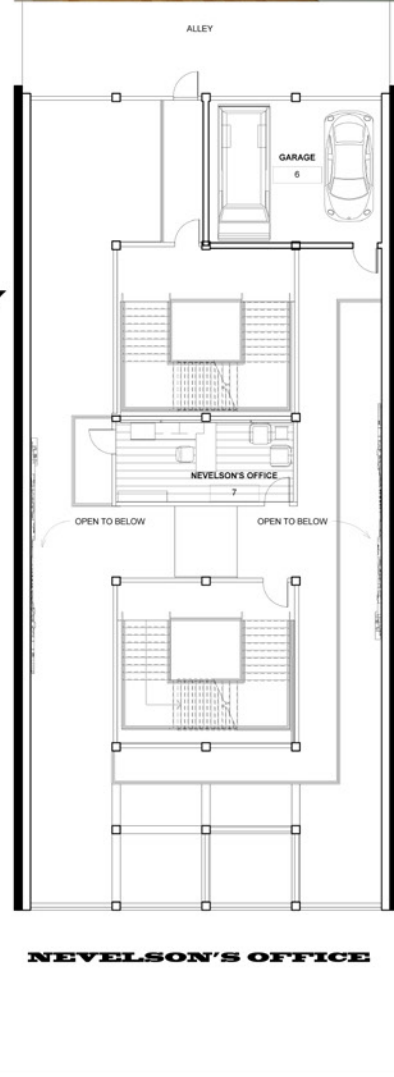 ALLEY
GARAGE
6
NEVELSON'S OFFICE
7
OPEN TO BELOW
OPEN TO BELOW
NEVELSON'S OFFICE